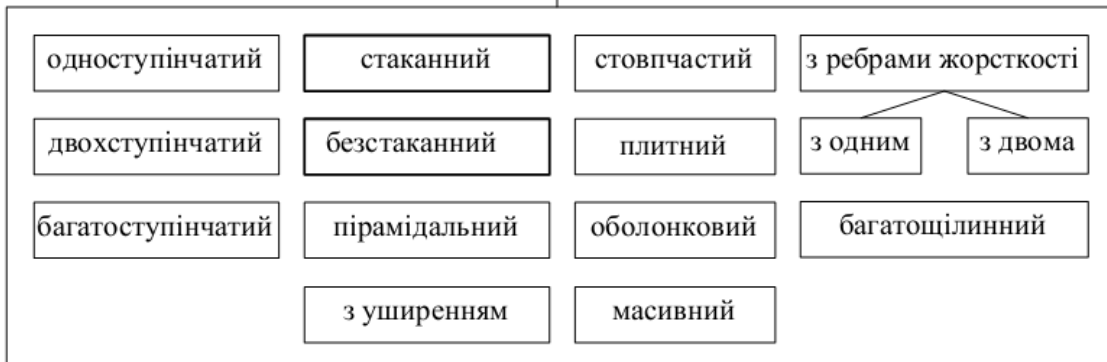 одноступінчатий
стаканний
стовпчастий
з ребрами жорсткості
двохступінчатий
безстаканний
плитний
з одним
з двома
багатоступінчатий
пірамідальний
оболонковий
багатощілинний
з уширенням
масивний